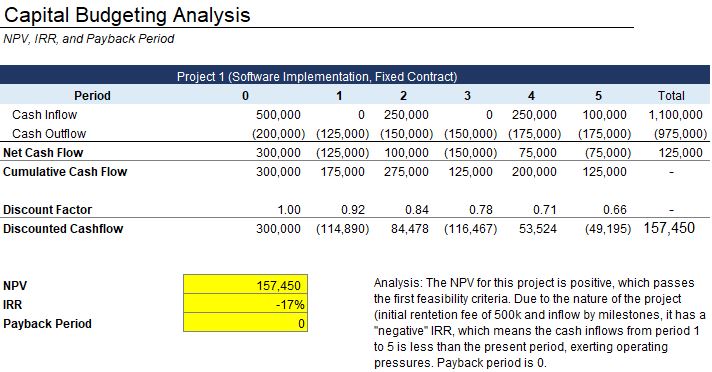 Capital Budgeting Analysis
NPV, IRR, and Payback Period
Project 1 (Software Implementation, Fixed Contract)
Period 0 1 2 3 4 5 Total
Cash Inflow 500,000 0 250,000 0 250,000 100,000 1,100,000
Cash Outflow (200,000) (125,000) (150,000) (150,000) (175,000) (175,000) (975,000)
Net Cash Flow 300,000 (125,000) 100,000 (150,000) 75,000 (75,000) 125,000
Cumulative Cash Flow 300,000 175,000 275,000 125,000 200,000 125,000 -
Discount Factor 1.00 0.92 0.84 0.78 0.71 0.66 -
Discounted Cashflow 300,000 (114,890) 84,478 (116,467) 53,524 (49,195) 157,450
NPV 157,450
IRR -17%
Payback Period 0
Analysis: The NPV for this project is positive, which passes
the first feasibility criteria. Due to the nature of the project
(initial rentetion fee of 500k and inflow by milestones, it has a
"negative" IRR, which means the cash inflows from period 1
to 5 is less than the present period, exerting operating
pressures. Payback period is 0.